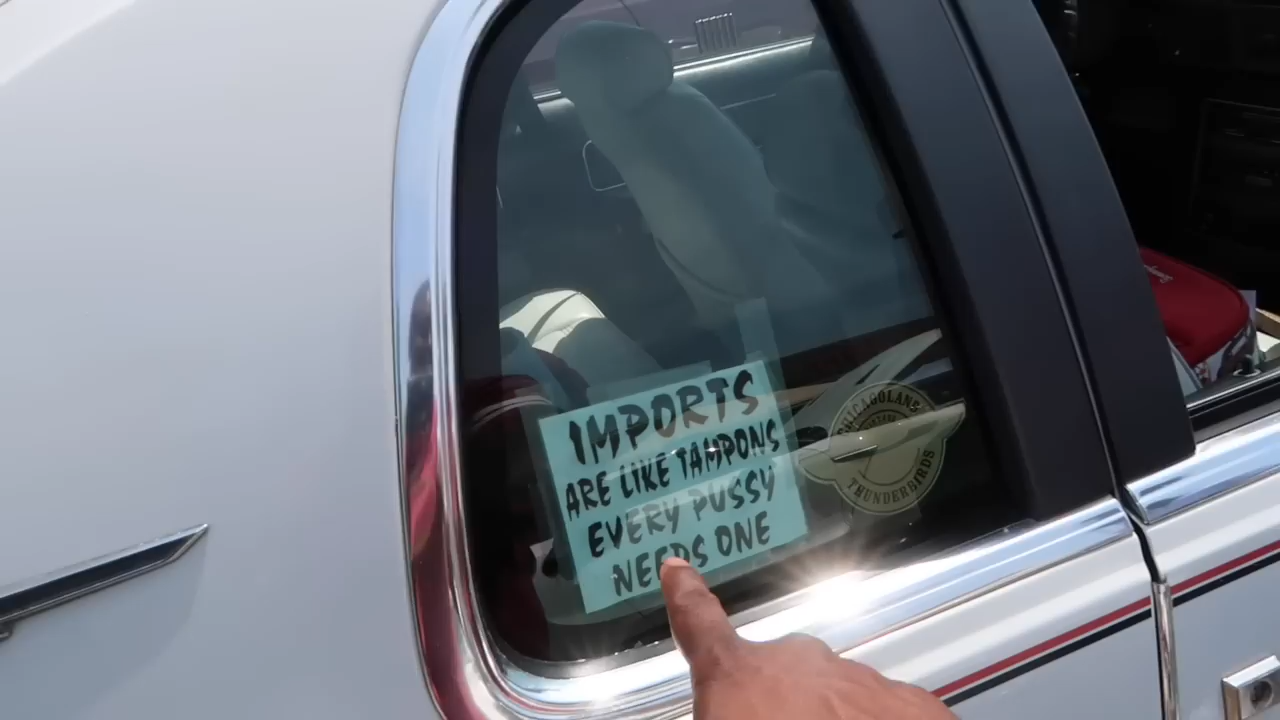 IMPORTS
ARE LIKE TAMPONS
EVERY PUSSY
NEEDS ONE
CHICAGOLAND
THUNDERBIRDS